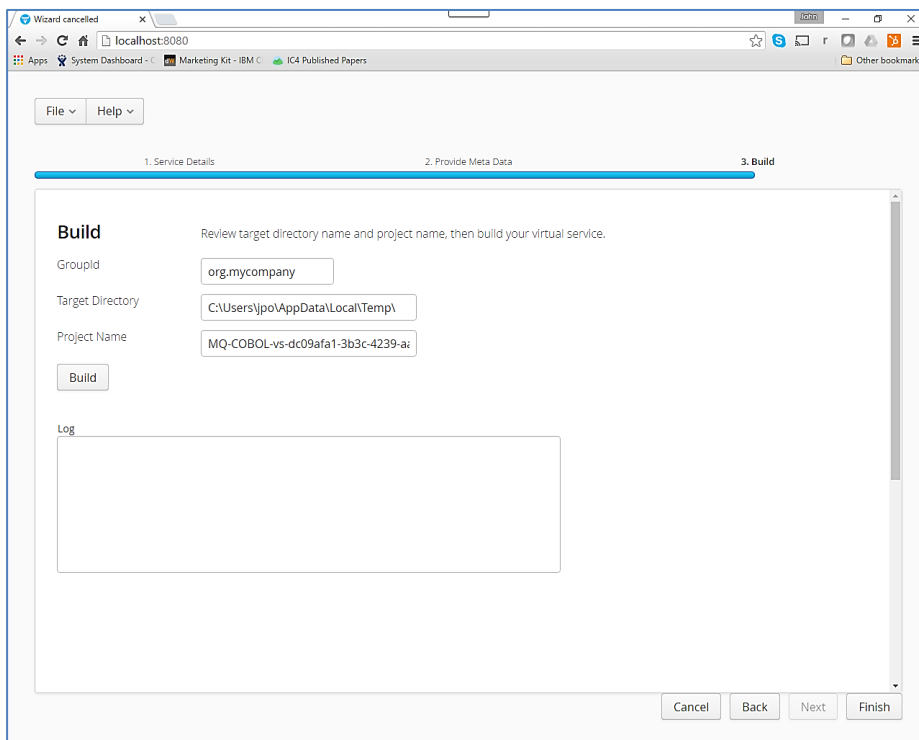 Wizard cancelled
John
localhost:8080
Apps System Dashboard - C Marketing Kit - IBM C IC4 Published Papers Other bookmark
File Help
1. Service Details 2. Provide Meta Data 3. Build
Build Review target directory name and project name, then build your virtual service.
GroupId org.mycompany
Target Directory C:\Users\jpo\AppData\Local\Temp\
Project Name MQ-COBOL-vs-dc09afa1-3b3c-4239-aa
Build
Log
Cancel Back Next Finish